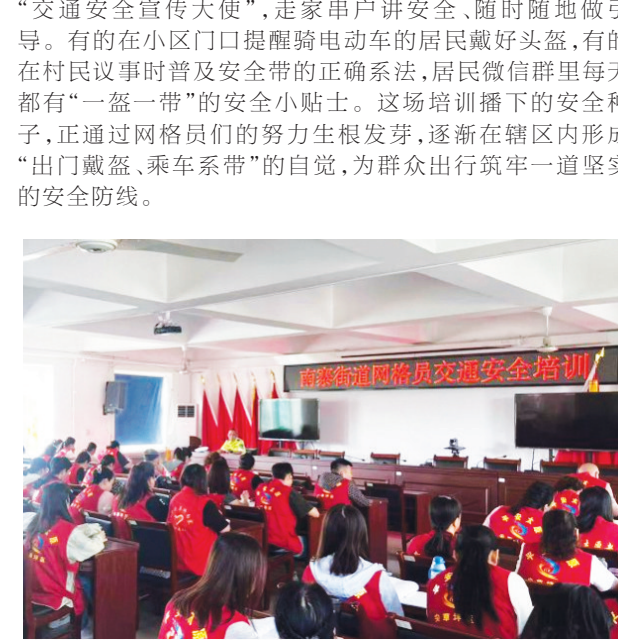 “交通安全宣传大使”,走家串户讲安全、随时随地做引
导。有的在小区门口提醒骑电动车的居民戴好头盔,有的
在村民议事时普及安全带的正确系法,居民微信群里每天
都有“一盔一带”的安全小贴士。这场培训播下的安全种
子,正通过网格员们的努力生根发芽,逐渐在辖区内形成
“出门戴盔、乘车系带”的自觉,为群众出行筑牢一道坚实
的安全防线。
南寨街道网格员交通安全培训